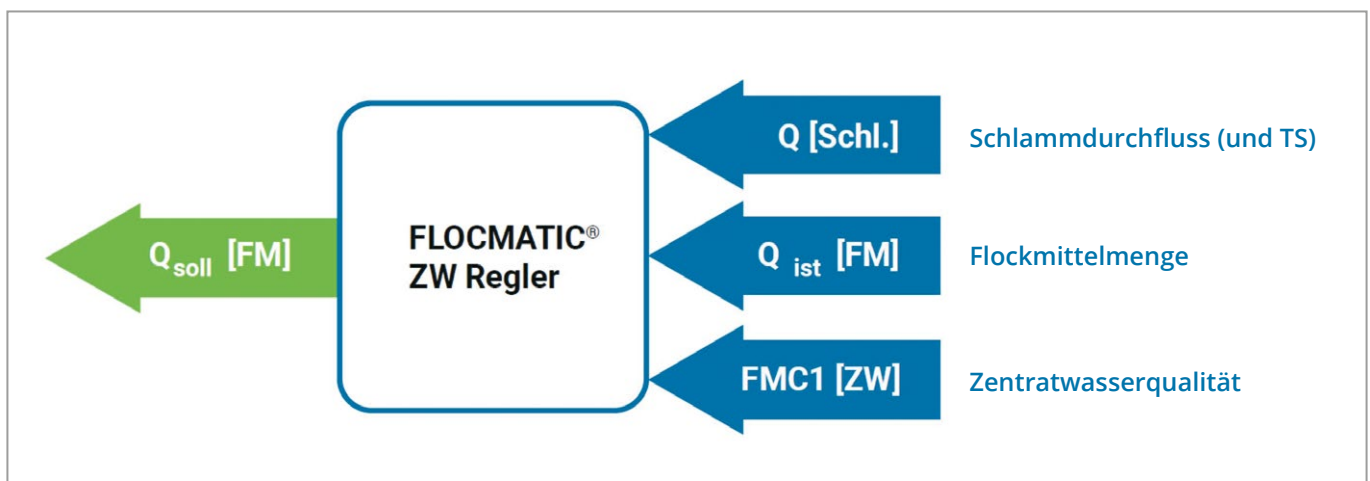 Q [Schl.]
Schlammdurchfluss (und TS)
Qsoll [FM]
FLOCMATIC®
ZW Regler
Q ist [FM]
Flockmittelmenge
FMC1 [ZW]
Zentratwasserqualität